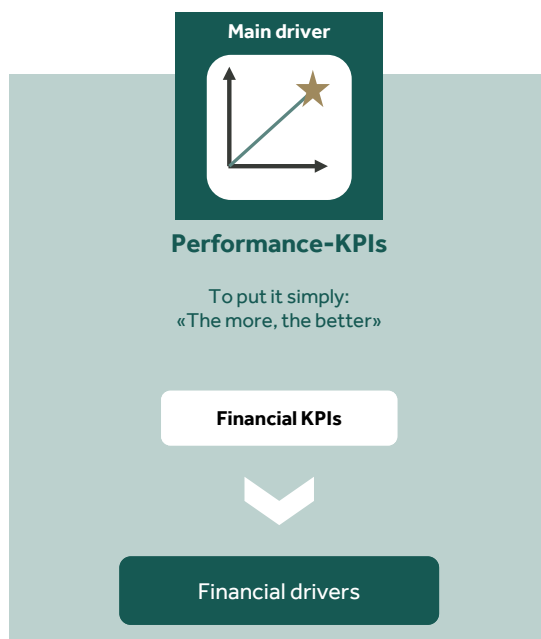 Main driver
Performance-KPIs
To put it simply:
«The more, the better»
Financial KPIs
Financial drivers